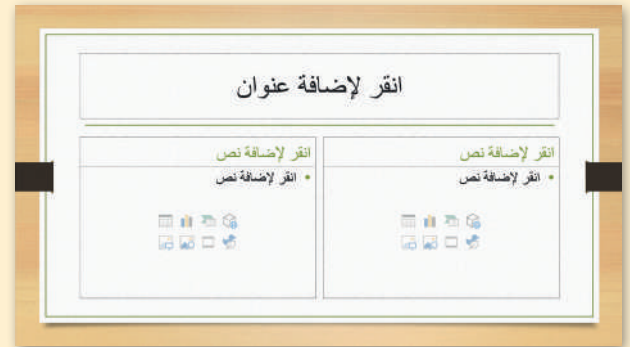 انقر لإضافة عنوان
انقر لإضافة نص
• انقر لإضافة نص
انقر لإضافة نص
• انقر لإضافة نص